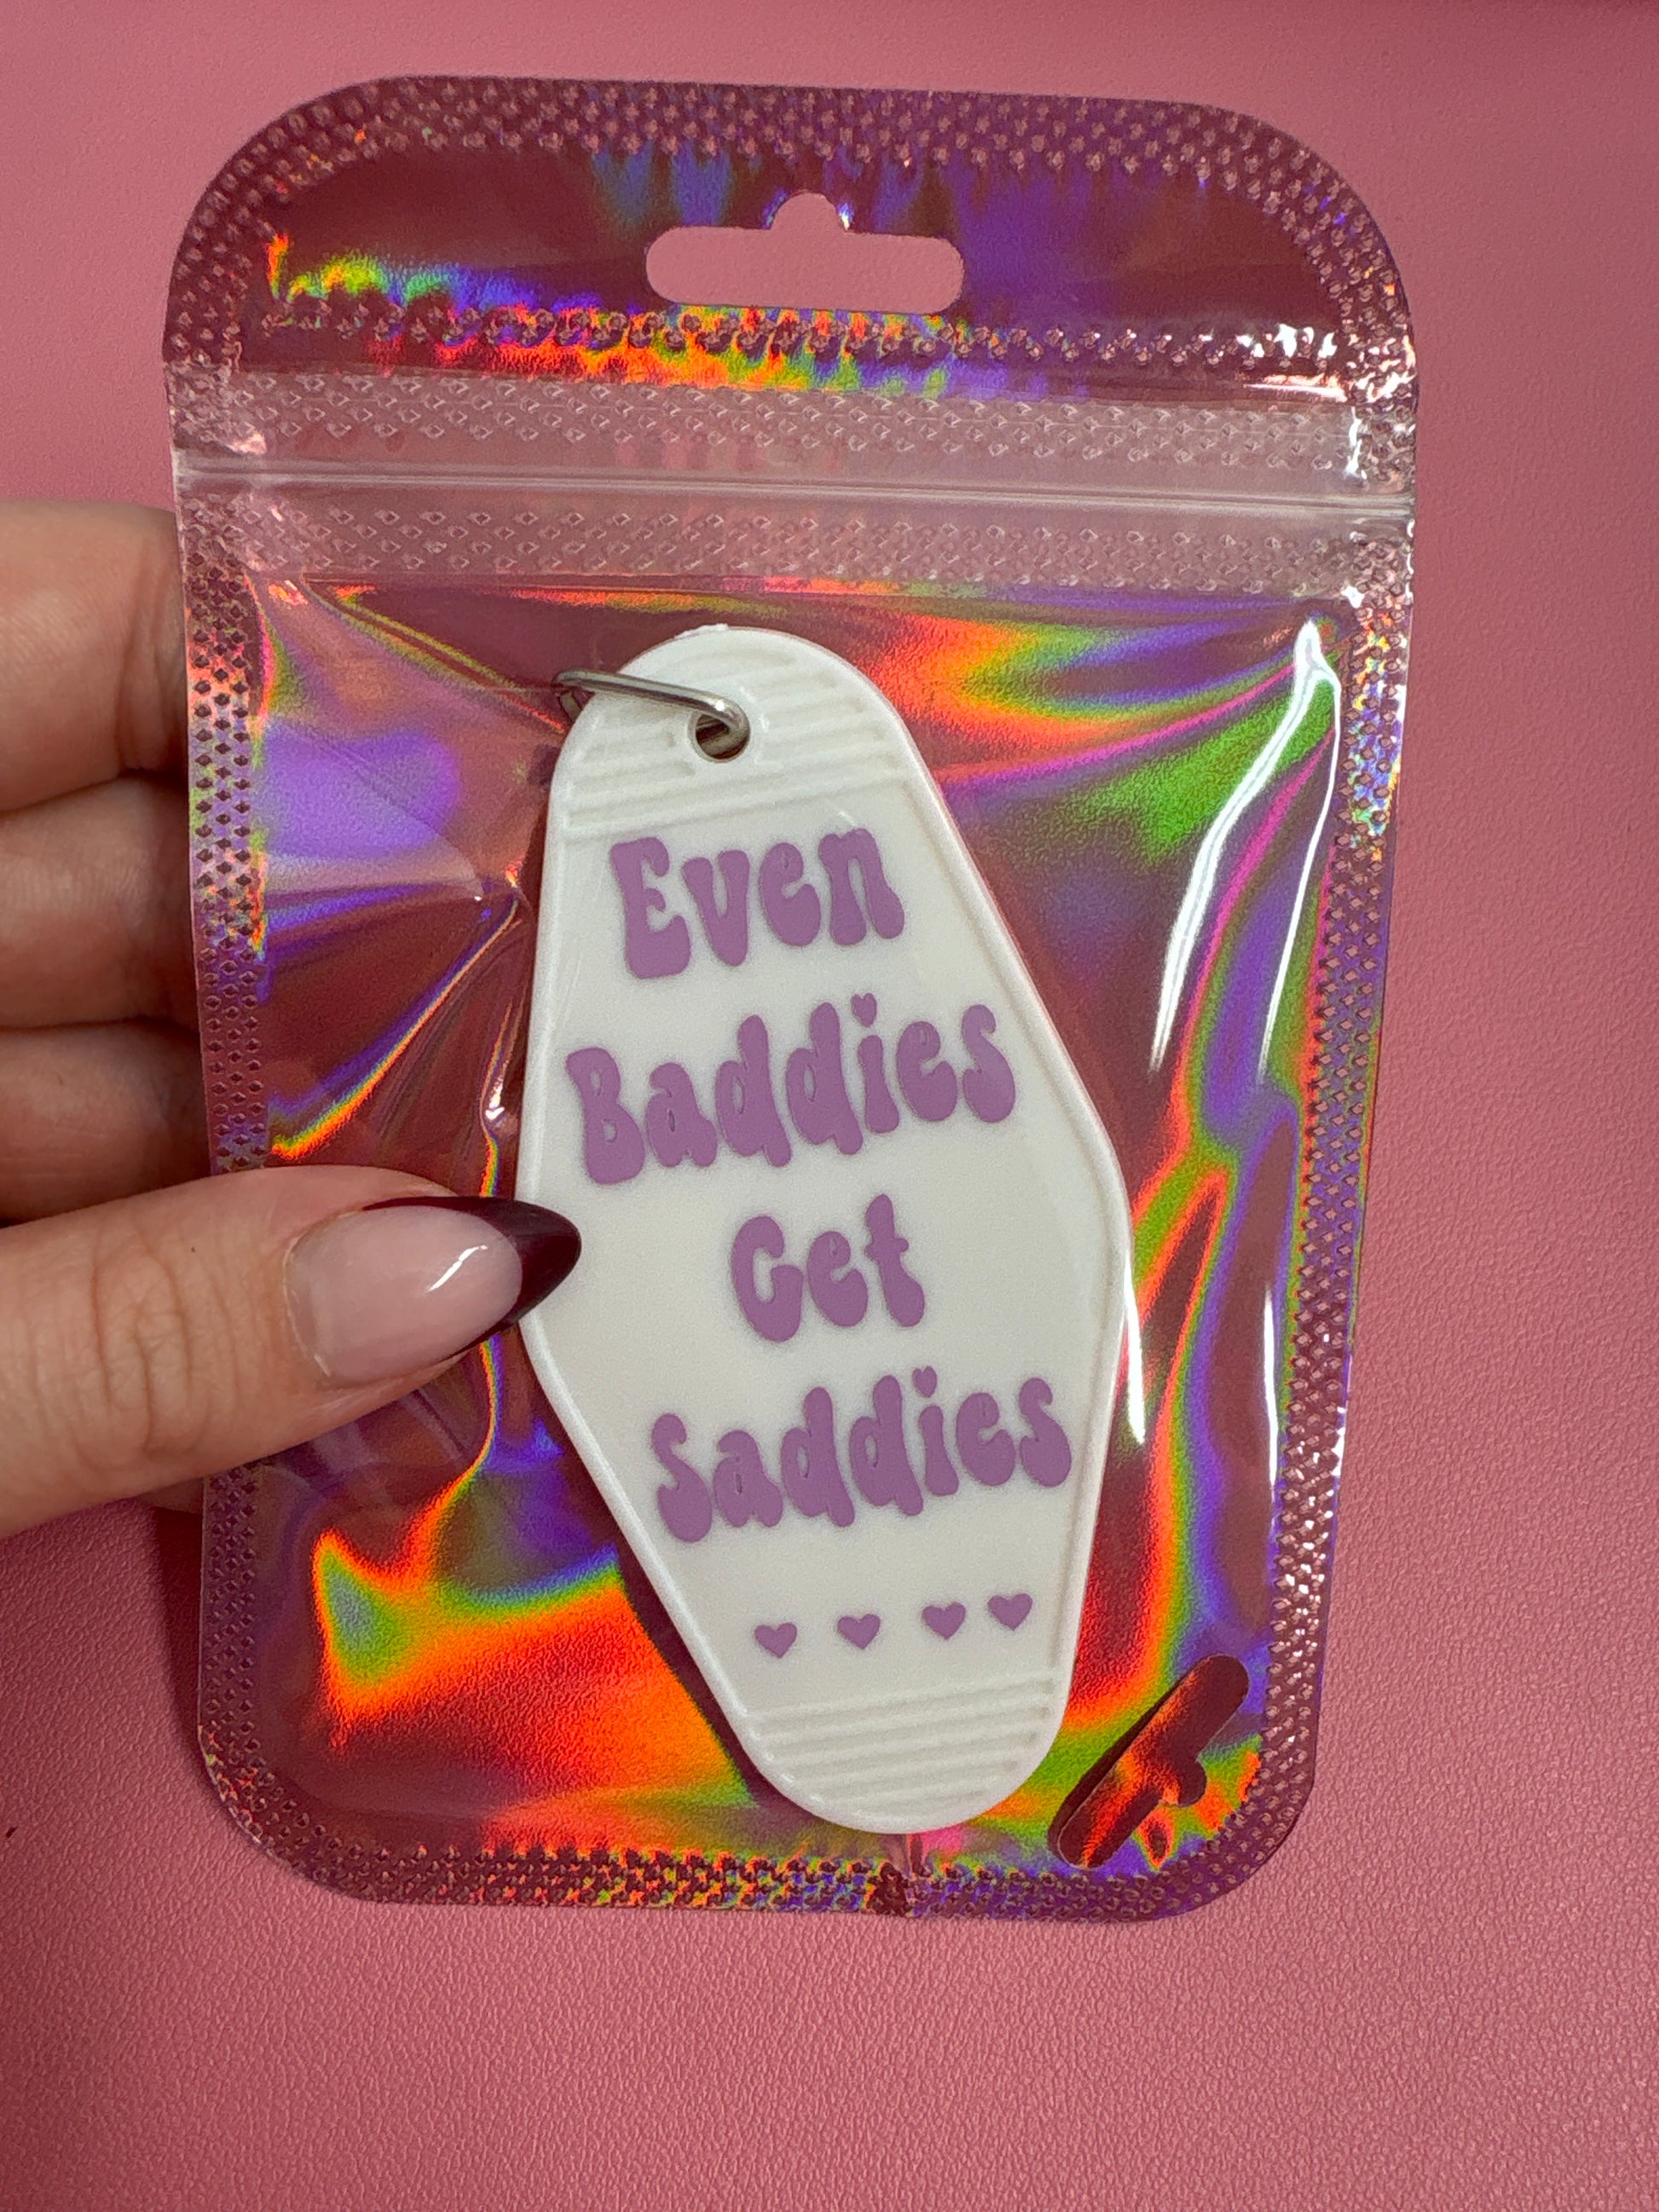 Even
Baddies
Get
Saddies